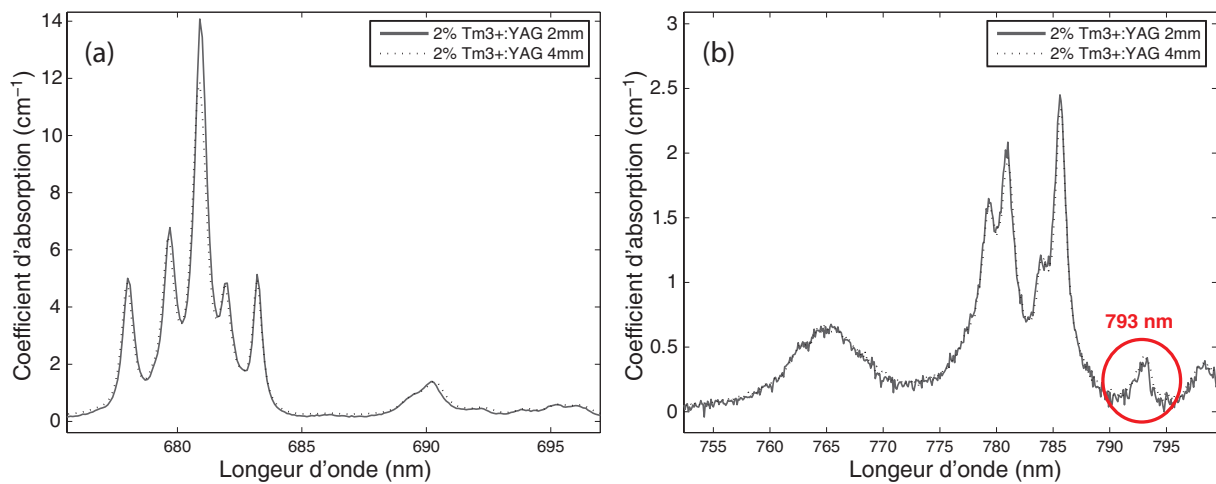 (a)
2% Tm3+:YAG 2mm
2% Tm3+:YAG 4mm
Coefficient d'absorption (cm⁻¹)
14
12
10
8
6
4
2
0
680
685
690
695
Longeur d'onde (nm)
(b)
2% Tm3+:YAG 2mm
2% Tm3+:YAG 4mm
Coefficient d'absorption (cm⁻¹)
3
2.5
2
1.5
1
0.5
0
793 nm
755
760
765
770
775
780
785
790
795
Longeur d'onde (nm)